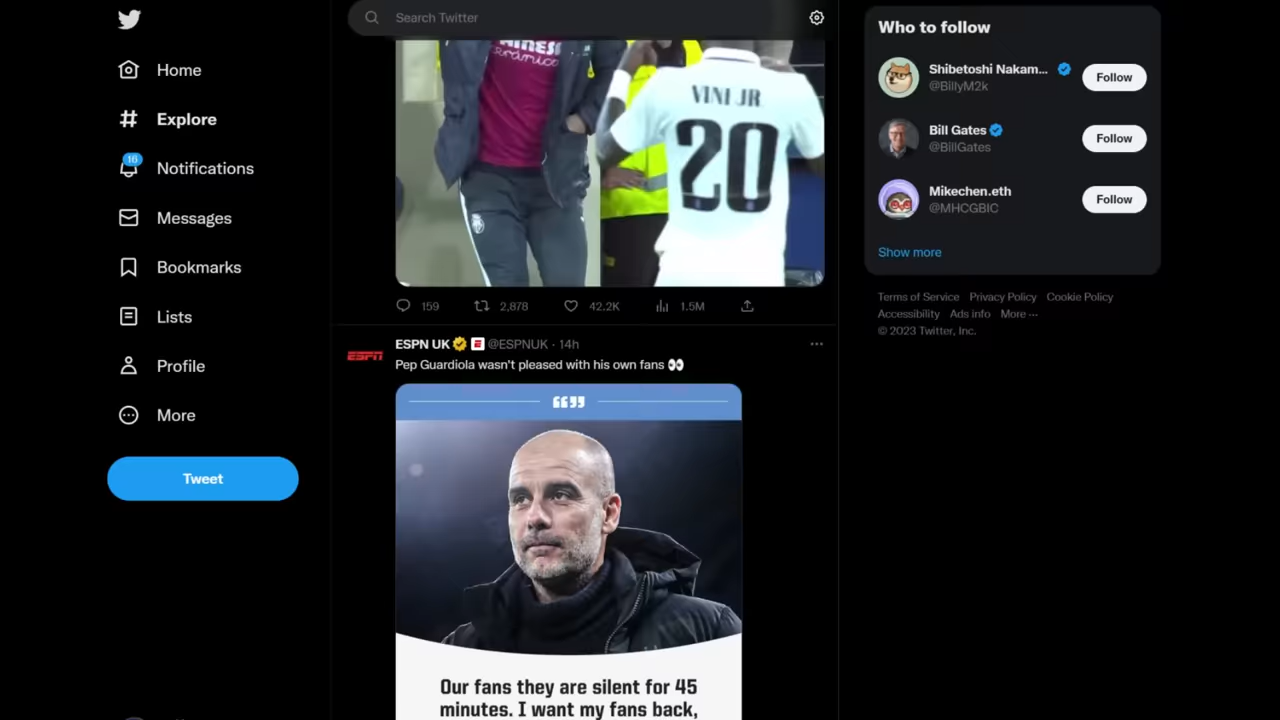 Search Twitter
Home
Explore
16
Notifications
Messages
Bookmarks
Lists
Profile
More
Tweet
VINI JR.
20
159
2,878
42.2K
1.5M
ESPN UK @ESPNUK · 14h
ESPN
Pep Guardiola wasn't pleased with his own fans 👀
Our fans they are silent for 45
minutes. I want my fans back,
Who to follow
Shibetoshi Nakam...
@BillyM2k
Follow
Bill Gates
@BillGates
Follow
Mikechen.eth
@MHCGBIC
Follow
Show more
Terms of Service Privacy Policy Cookie Policy
Accessibility Ads info More ···
© 2023 Twitter, Inc.